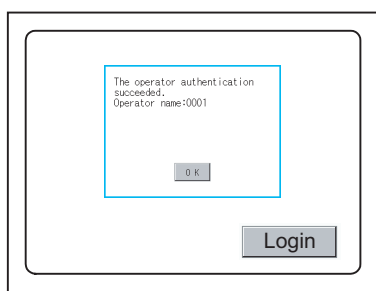 The operator authentication
succeeded.
Operator name:0001
OK
Login